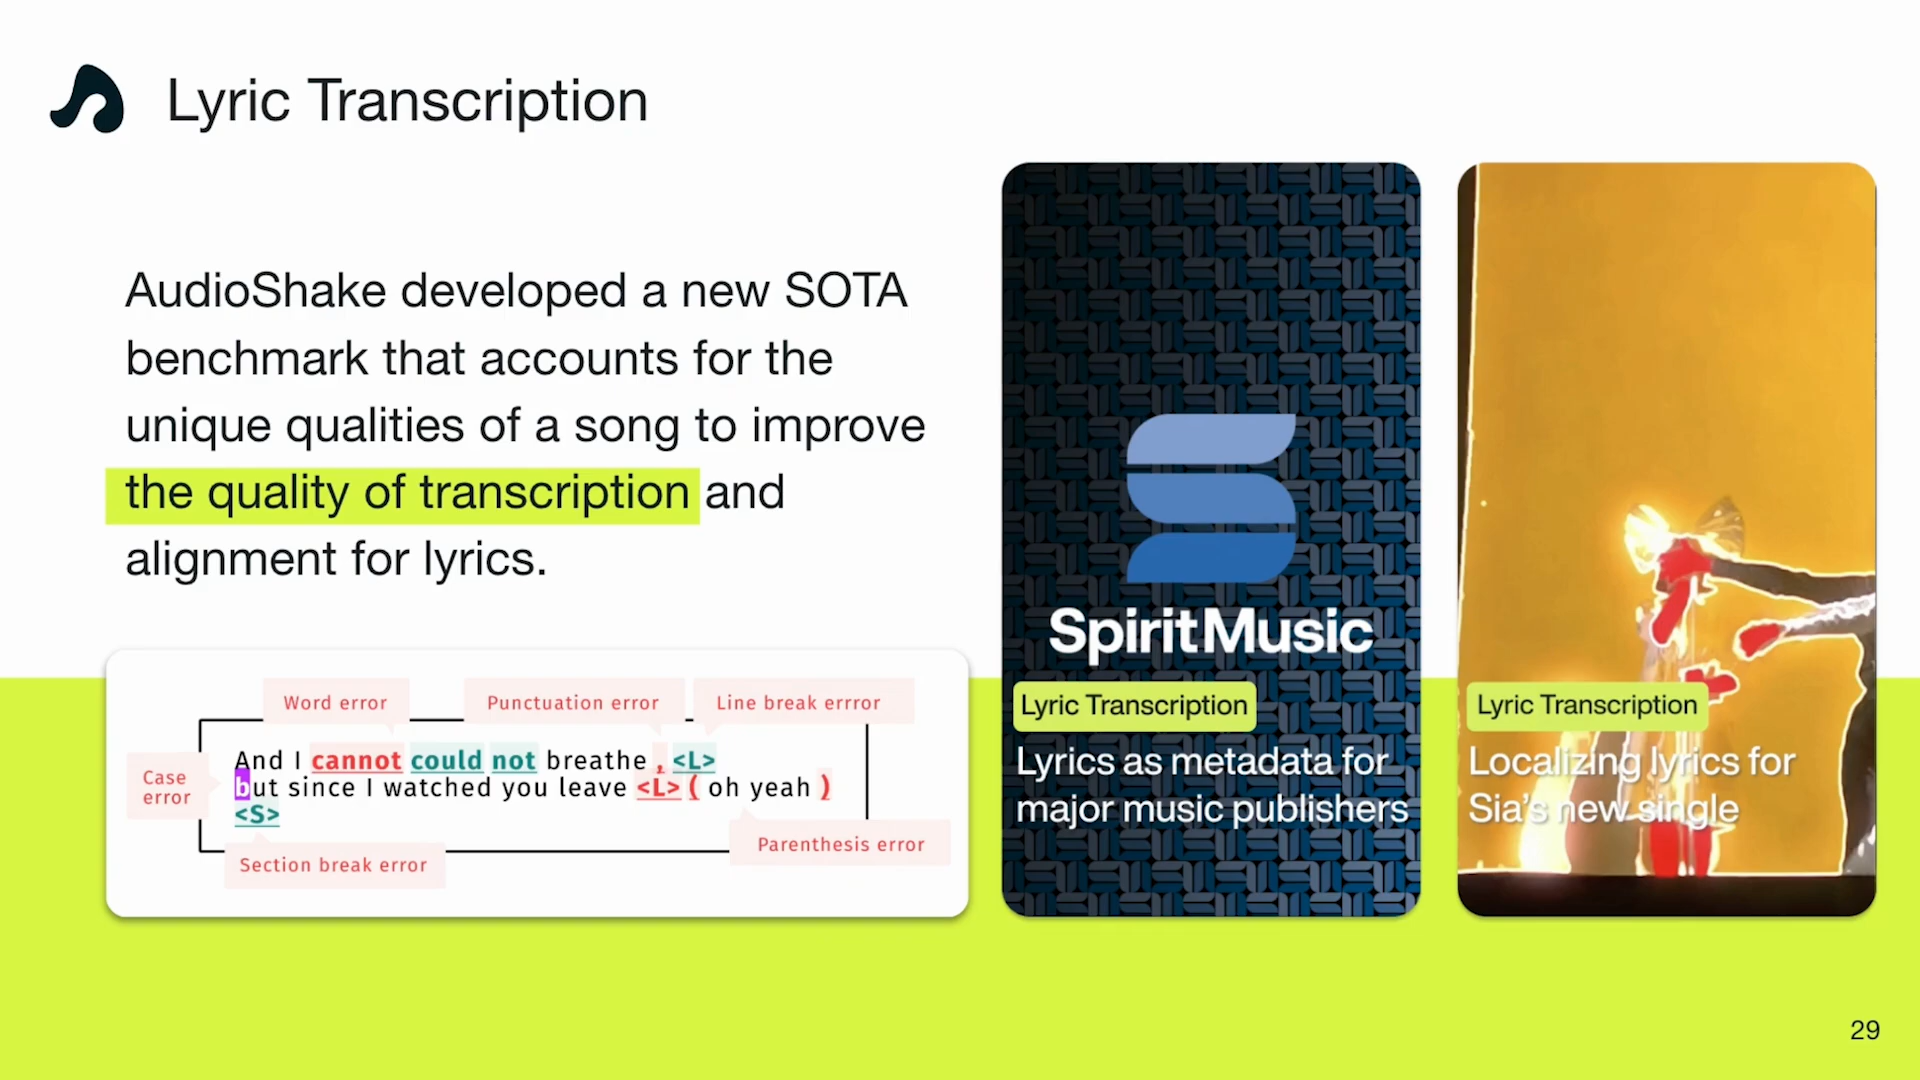 Lyric Transcription
AudioShake developed a new SOTA
benchmark that accounts for the
unique qualities of a song to improve
the quality of transcription and
alignment for lyrics.
Word error
Punctuation error
Line break errror
Case
error
And I cannot could not breathe , <L>
but since I watched you leave <L> ( oh yeah )
<S>
Parenthesis error
Section break error
SpiritMusic
Lyric Transcription
Lyrics as metadata for
major music publishers
Lyric Transcription
Localizing lyrics for
Sia's new single
29